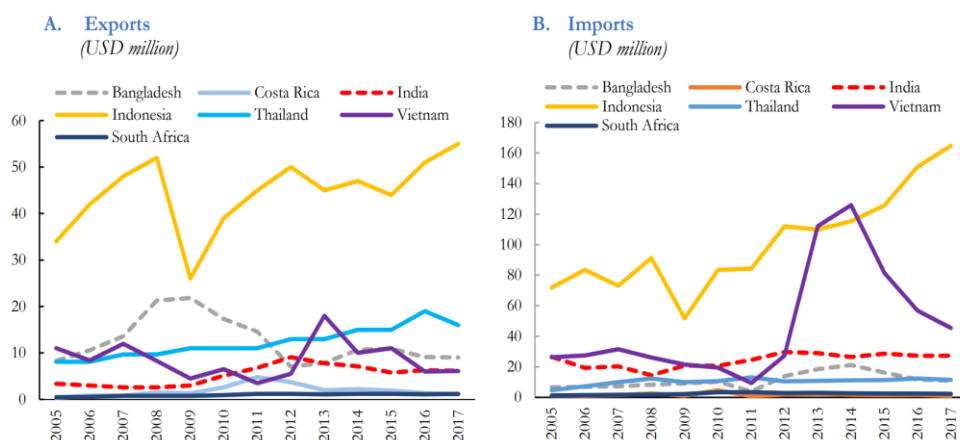 A. Exports
(USD million)
Bangladesh Costa Rica India
Indonesia Thailand Vietnam
South Africa
60
50
40
30
20
10
0
2005 2006 2007 2008 2009 2010 2011 2012 2013 2014 2015 2016 2017
B. Imports
(USD million)
Bangladesh Costa Rica India
Indonesia Thailand Vietnam
South Africa
180
160
140
120
100
80
60
40
20
0
2005 2006 2007 2008 2009 2010 2011 2012 2013 2014 2015 2016 2017